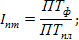 Iпт = ПТф / ПТпл;